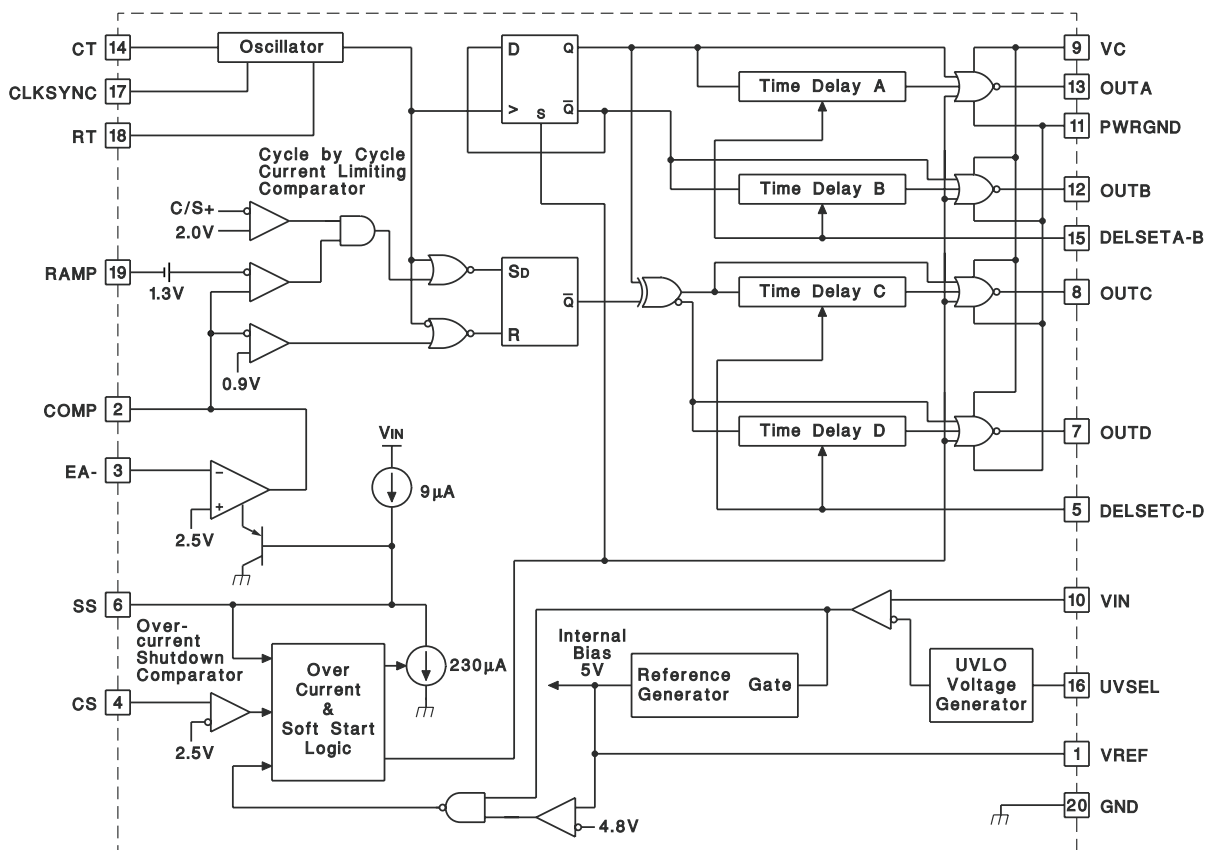 CT 14
Oscillator
CLKSYNC 17
RT 18
D Q
> S Q̅
Time Delay A
9 VC
13 OUTA
11 PWRGND
Cycle by Cycle
Current Limiting
Comparator
Time Delay B
12 OUTB
15 DELSETA-B
C/S+
2.0V
RAMP 19
1.3V
SD
Q̅
R
Time Delay C
8 OUTC
0.9V
COMP 2
VIN
Time Delay D
7 OUTD
EA- 3
−
+
2.5V
9µA
5 DELSETC-D
SS 6
10 VIN
Over-
current
Shutdown
Comparator
Over
Current
&
Soft Start
Logic
230µA
Internal
Bias
5V
Reference
Generator
Gate
UVLO
Voltage
Generator
16 UVSEL
CS 4
2.5V
1 VREF
4.8V
20 GND